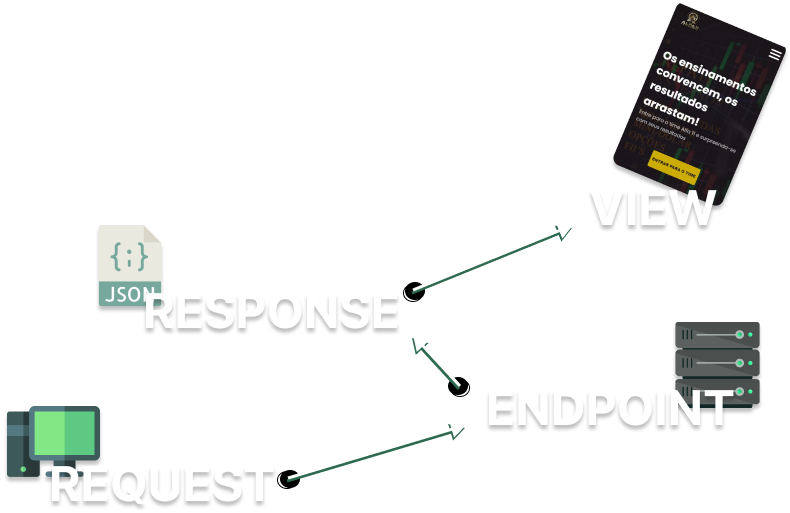 Os ensinamentos
convencem, os
resultados
arrastam!
Entre para o time Alfa 11 e surpreenda-se
com seus resultados
ENTRAR PARA O TIME
VIEW
{;}
JSON
RESPONSE
ENDPOINT
REQUEST